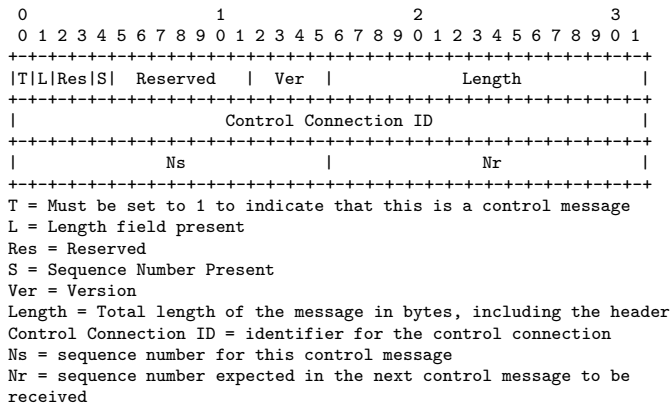 0                   1                   2                   3
0 1 2 3 4 5 6 7 8 9 0 1 2 3 4 5 6 7 8 9 0 1 2 3 4 5 6 7 8 9 0 1
+-+-+-+-+-+-+-+-+-+-+-+-+-+-+-+-+-+-+-+-+-+-+-+-+-+-+-+-+-+-+-+-+
|T|L|Res|S|  Reserved   |  Ver  |             Length            |
+-+-+-+-+-+-+-+-+-+-+-+-+-+-+-+-+-+-+-+-+-+-+-+-+-+-+-+-+-+-+-+-+
|                     Control Connection ID                     |
+-+-+-+-+-+-+-+-+-+-+-+-+-+-+-+-+-+-+-+-+-+-+-+-+-+-+-+-+-+-+-+-+
|               Ns              |               Nr              |
+-+-+-+-+-+-+-+-+-+-+-+-+-+-+-+-+-+-+-+-+-+-+-+-+-+-+-+-+-+-+-+-+
T = Must be set to 1 to indicate that this is a control message
L = Length field present
Res = Reserved
S = Sequence Number Present
Ver = Version
Length = Total length of the message in bytes, including the header
Control Connection ID = identifier for the control connection
Ns = sequence number for this control message
Nr = sequence number expected in the next control message to be
received